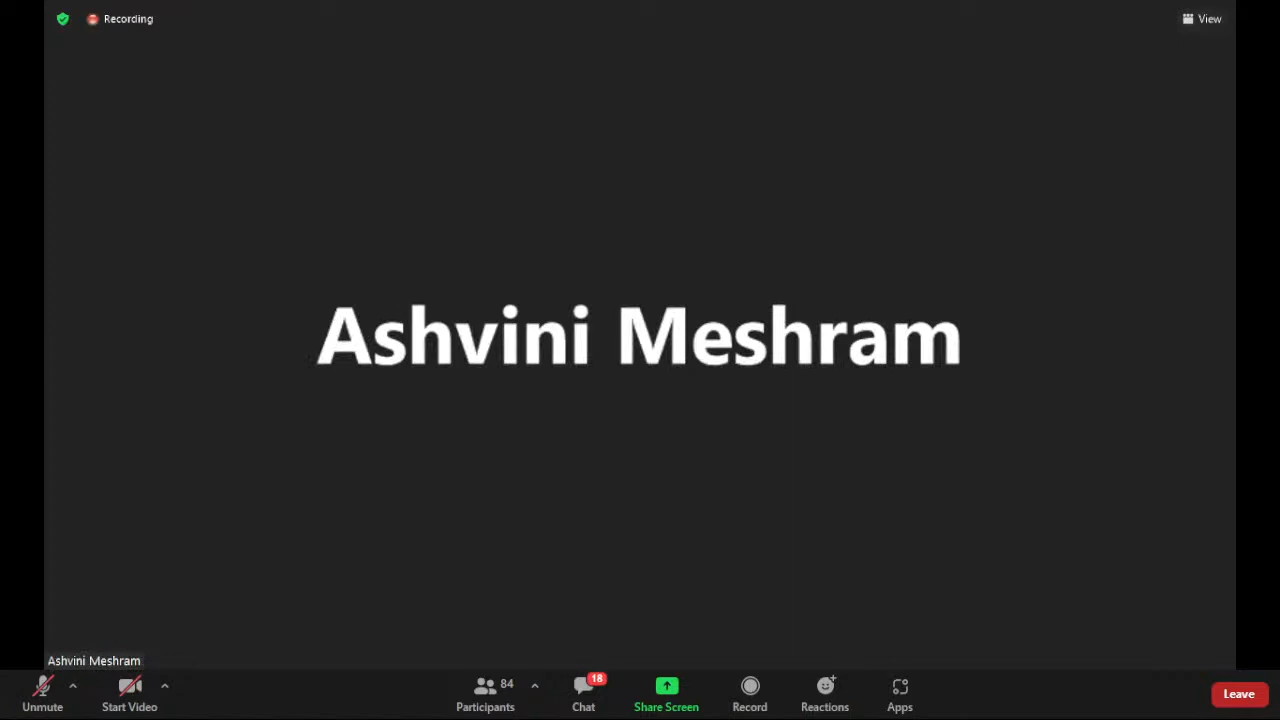 Recording
View
Ashvini Meshram
Ashvini Meshram
Unmute
Start Video
84
Participants
18
Chat
Share Screen
Record
Reactions
Apps
Leave